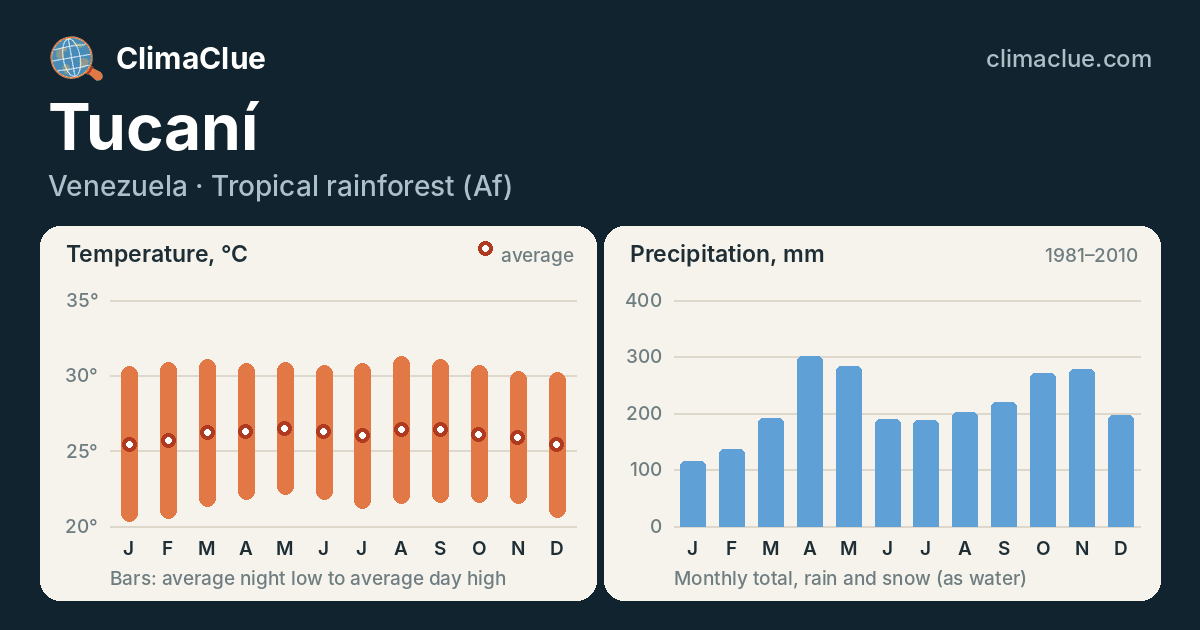 ClimaClue
climaclue.com
Tucaní
Venezuela · Tropical rainforest (Af)
Temperature, °C
average
35°
30°
25°
20°
J F M A M J J A S O N D
Bars: average night low to average day high
Precipitation, mm
1981–2010
400
300
200
100
0
J F M A M J J A S O N D
Monthly total, rain and snow (as water)